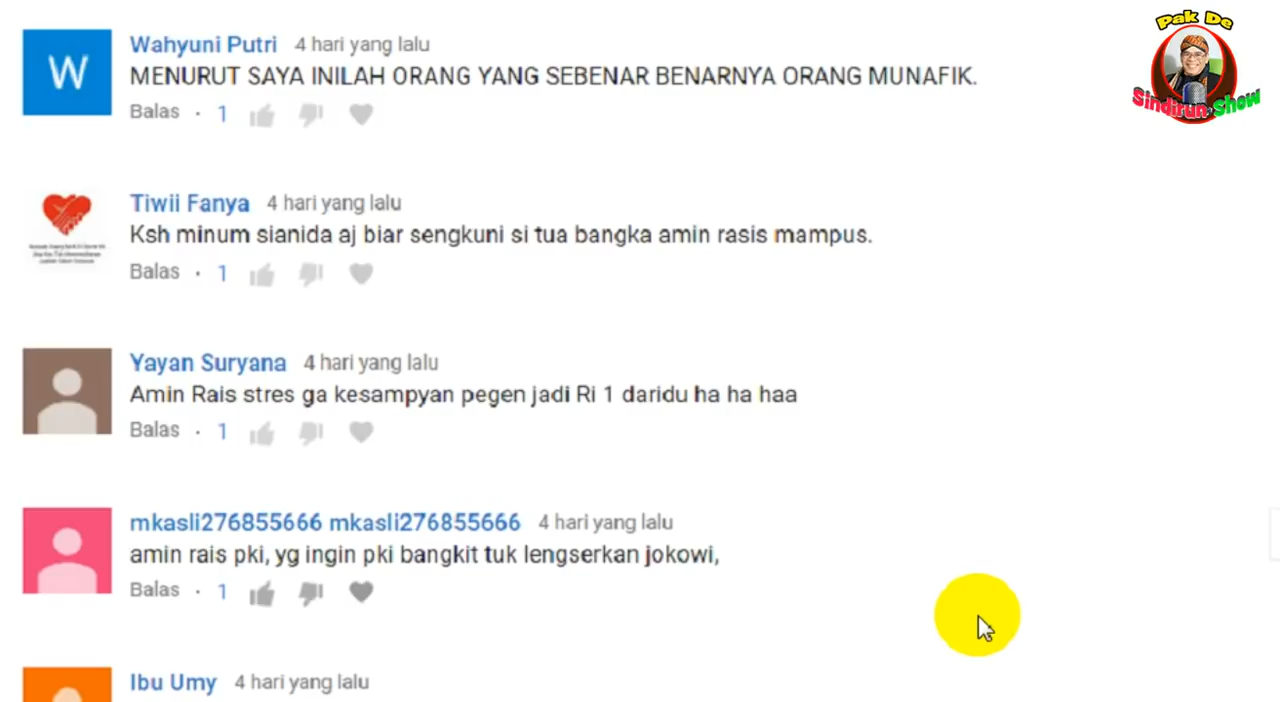 Pak De
Sindirun Show
Wahyuni Putri 4 hari yang lalu
MENURUT SAYA INILAH ORANG YANG SEBENAR BENARNYA ORANG MUNAFIK.
Balas · 1
Tiwii Fanya 4 hari yang lalu
Ksh minum sianida aj biar sengkuni si tua bangka amin rasis mampus.
Balas · 1
Yayan Suryana 4 hari yang lalu
Amin Rais stres ga kesampyan pegen jadi Ri 1 daridu ha ha haa
Balas · 1
mkasli276855666 mkasli276855666 4 hari yang lalu
amin rais pki, yg ingin pki bangkit tuk lengserkan jokowi,
Balas · 1
Ibu Umy 4 hari yang lalu
W